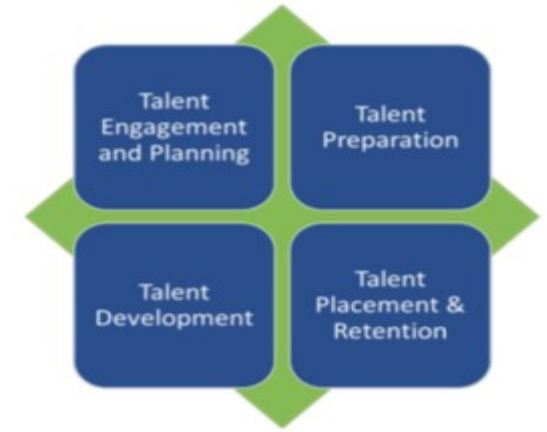 Talent
Engagement
and Planning
Talent
Preparation
Talent
Development
Talent
Placement &
Retention